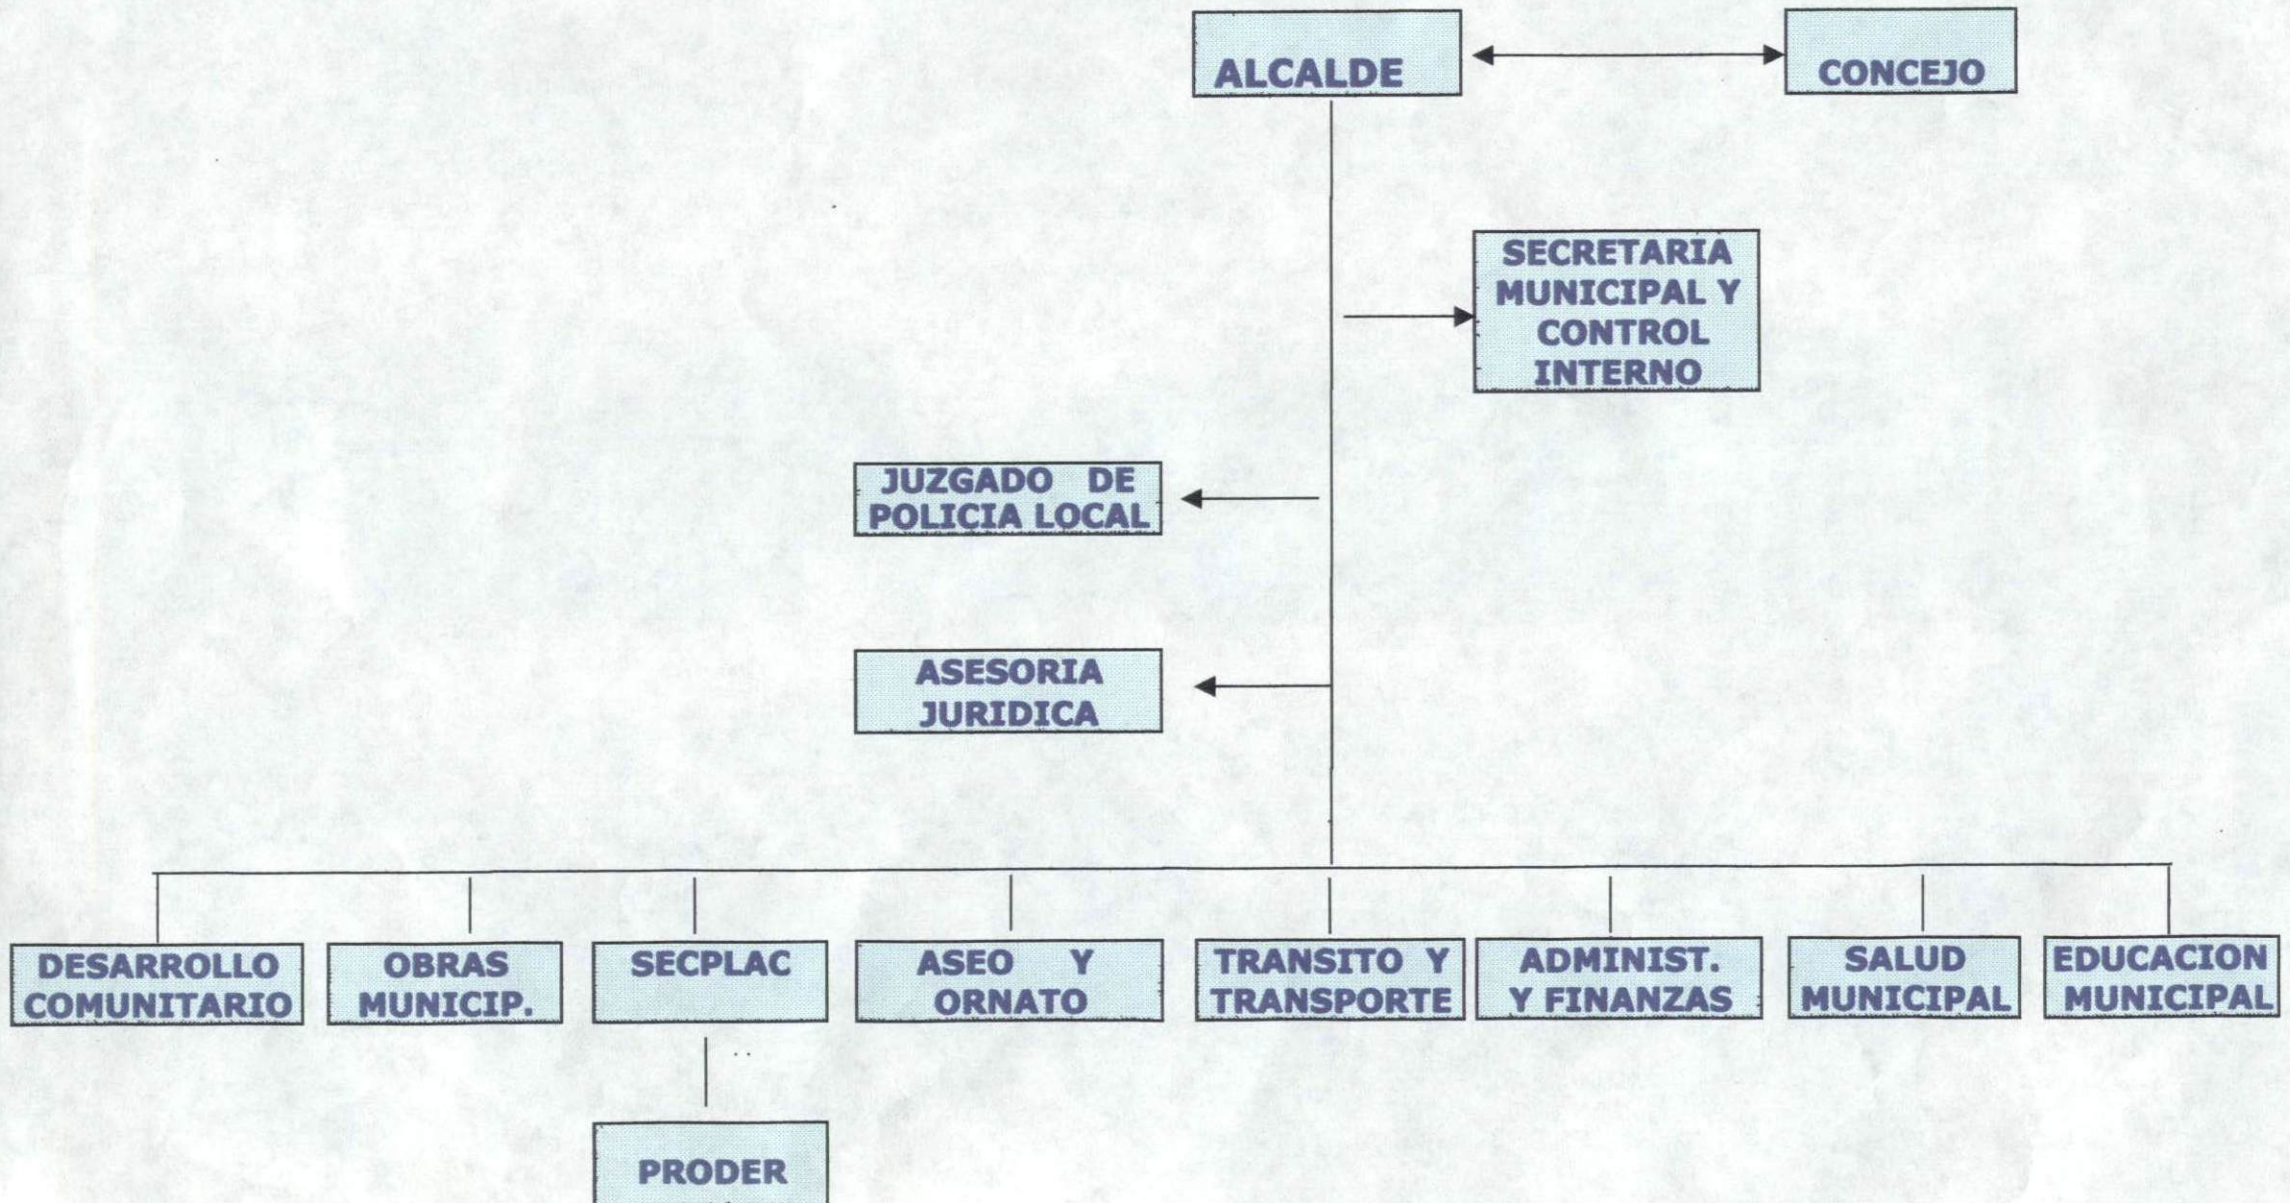 ALCALDE
CONCEJO
SECRETARIA
MUNICIPAL Y
CONTROL
INTERNO
JUZGADO DE
POLICIA LOCAL
ASESORIA
JURIDICA
DESARROLLO
COMUNITARIO
OBRAS
MUNICIP.
SECPLAC
ASEO Y
ORNATO
TRANSITO Y
TRANSPORTE
ADMINIST.
Y FINANZAS
SALUD
MUNICIPAL
EDUCACION
MUNICIPAL
PRODER